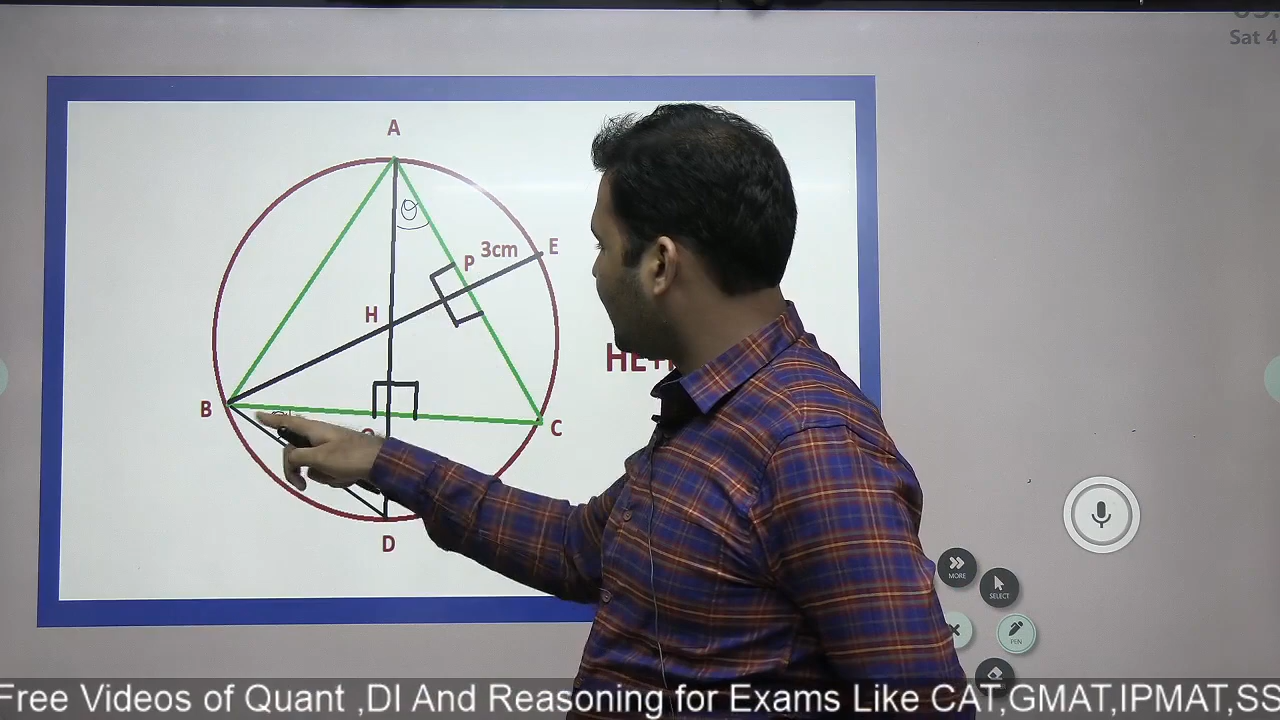 Sat 4
A
θ
3cm
E
P
H
B
C
D
MORE
SELECT
PEN
Free Videos of Quant ,DI And Reasoning for Exams Like CAT,GMAT,IPMAT,SS